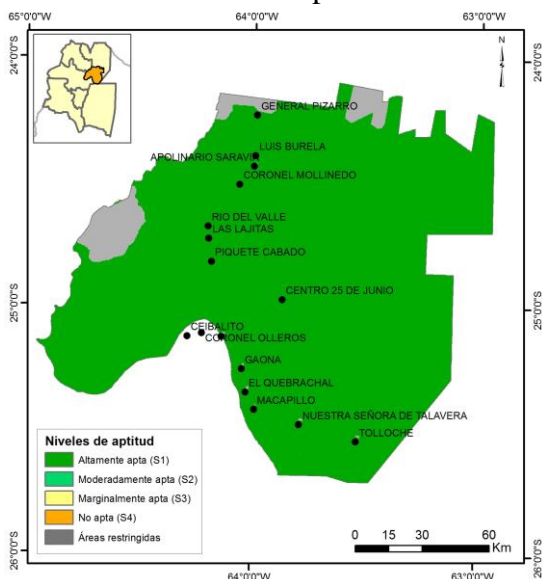 65°0'0"O
64°0'0"O
63°0'0"O
24°0'0"S
24°0'0"S
N
GENERAL PIZARRO
LUIS BURELA
APOLINARIO SARAVIA
CORONEL MOLLINEDO
RIO DEL VALLE
LAS LAJITAS
PIQUETE CABADO
CENTRO 25 DE JUNIO
25°0'0"S
25°0'0"S
CEIBALITO
CORONEL OLLEROS
GAONA
EL QUEBRACHAL
MACAPILLO
NUESTRA SEÑORA DE TALAVERA
TOLLOCHE
Niveles de aptitud
Altamente apta (S1)
Moderadamente apta (S2)
Marginalmente apta (S3)
No apta (S4)
Áreas restringidas
0 15 30 60
Km
26°0'0"S
26°0'0"S
64°0'0"O
63°0'0"O